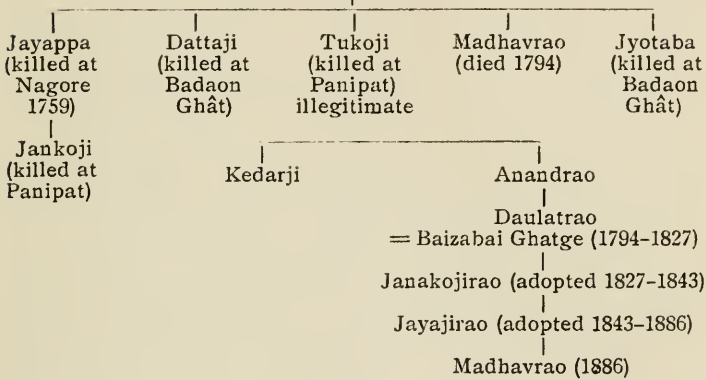 Jayappa Dattaji Tukoji Madhavrao Jyotaba
(killed at (killed at (killed at (died 1794) (killed at
Nagore Badaon Panipat) Badaon
1759) Ghât) illegitimate Ghât)
Jankoji
(killed at Kedarji Anandrao
Panipat)
Daulatrao
= Baizabai Ghatge (1794-1827)
Janakojirao (adopted 1827-1843)
Jayajirao (adopted 1843-1886)
Madhavrao (1886)